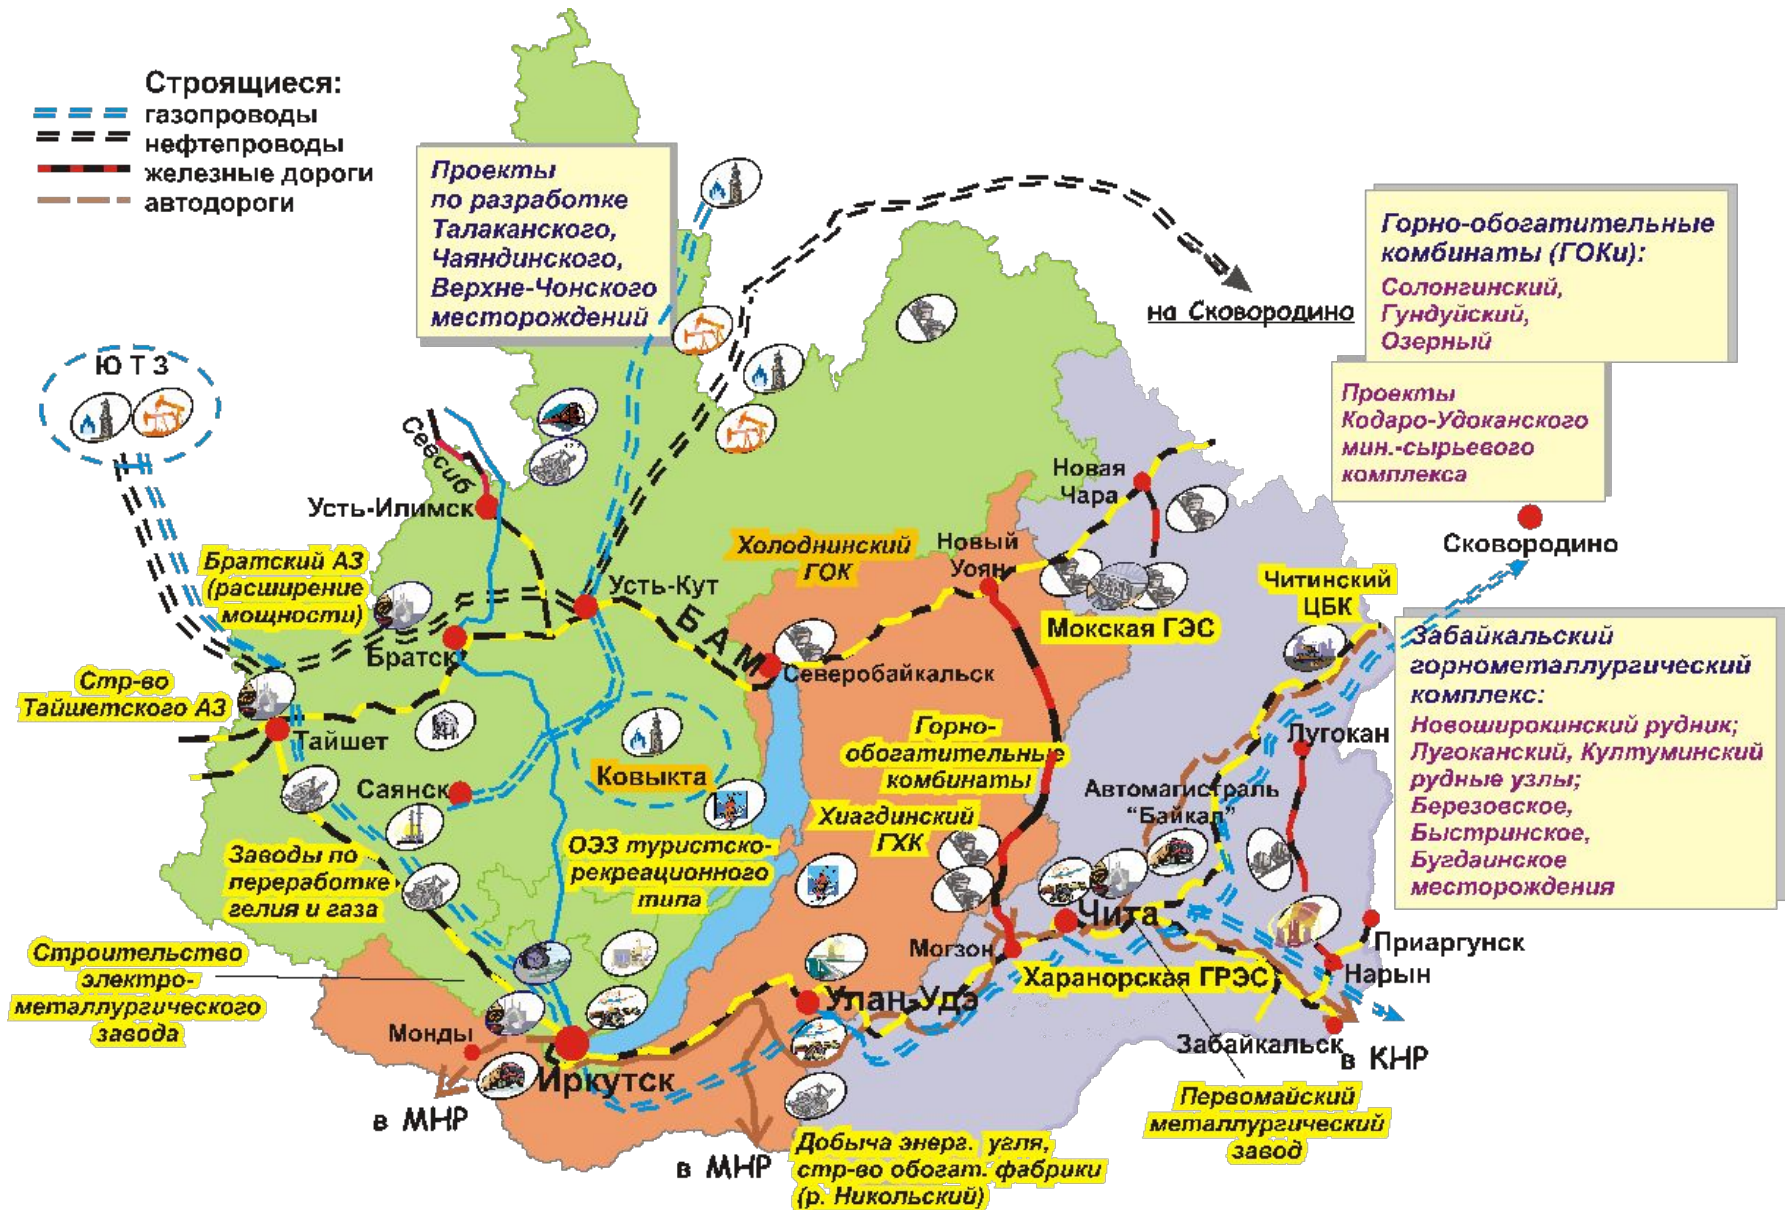 Строящиеся:
газопроводы
нефтепроводы
железные дороги
автодороги
Проекты
по разработке
Талаканского,
Чаяндинского,
Верхне-Чонского
месторождений
на Сковородино
Горно-обогатительные
комбинаты (ГОКи):
Солонгинский,
Гундуйский,
Озерный
Проекты
Кодаро-Удоканского
мин.-сырьевого
комплекса
Ю Т З
Севсиб
Усть-Илимск
Новая
Чара
Сковородино
Братский АЗ
(расширение
мощности)
Усть-Кут
Холоднинский
ГОК
Новый
Уоян
Читинский
ЦБК
Мокская ГЭС
БАМ
Братск
Северобайкальск
Забайкальский
горнометаллургический
комплекс:
Новоширокинский рудник;
Лугоканский, Култуминский
рудные узлы;
Березовское,
Быстринское,
Бугдаинское
месторождения
Стр-во
Тайшетского АЗ
Тайшет
Горно-
обогатительные
комбинаты
Лугокан
Саянск
Ковыкта
Автомагистраль
"Байкал"
Хиагдинский
ГХК
Заводы по
переработке
гелия и газа
ОЭЗ туристско-
рекреационного
типа
Чита
Могзон
Приаргунск
Нарын
Харанорская ГРЭС
Строительство
электро-
металлургического
завода
Улан-Удэ
Монды
Забайкальск
в КНР
Иркутск
в МНР
Первомайский
металлургический
завод
в МНР
Добыча энерг. угля,
стр-во обогат. фабрики
(р. Никольский)